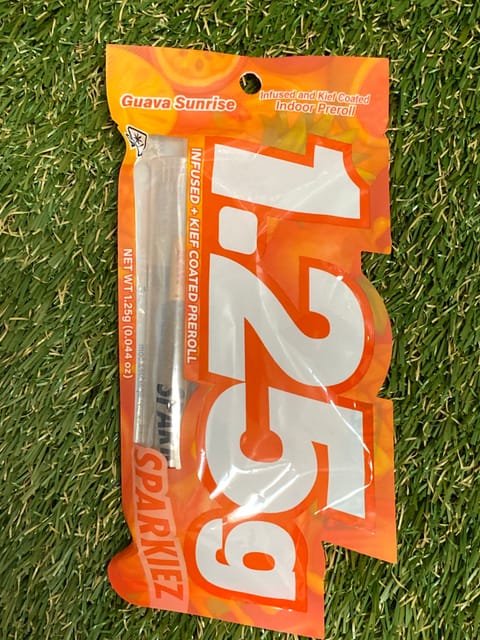 Guava Sunrise
Infused and Kief Coated
Indoor Preroll
1.25g
INFUSED + KIEF COATED PREROLL
NET WT 1.25g (0.044 oz)
SPARKIEZ